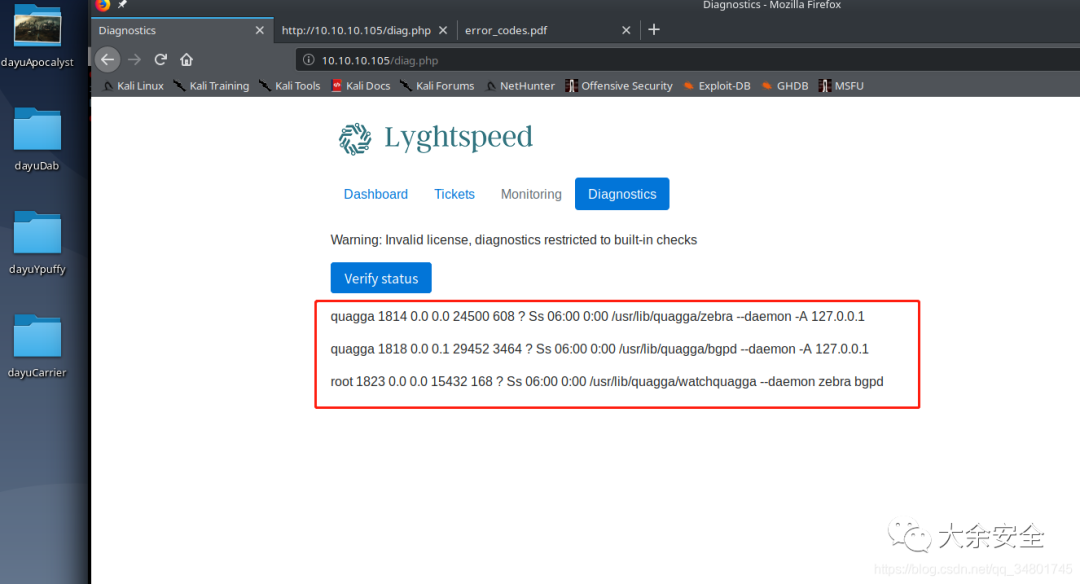 Diagnostics - Mozilla Firefox
Diagnostics
http://10.10.10.105/diag.php
error_codes.pdf
10.10.10.105/diag.php
Kali Linux Kali Training Kali Tools Kali Docs Kali Forums NetHunter Offensive Security Exploit-DB GHDB MSFU
dayuApocalyst
dayuDab
dayuYpuffy
dayuCarrier
Lyghtspeed
Dashboard Tickets Monitoring Diagnostics
Warning: Invalid license, diagnostics restricted to built-in checks
Verify status
quagga 1814 0.0 0.0 24500 608 ? Ss 06:00 0:00 /usr/lib/quagga/zebra --daemon -A 127.0.0.1
quagga 1818 0.0 0.1 29452 3464 ? Ss 06:00 0:00 /usr/lib/quagga/bgpd --daemon -A 127.0.0.1
root 1823 0.0 0.0 15432 168 ? Ss 06:00 0:00 /usr/lib/quagga/watchquagga --daemon zebra bgpd
大余安全
https://blog.csdn.net/qq_34801745